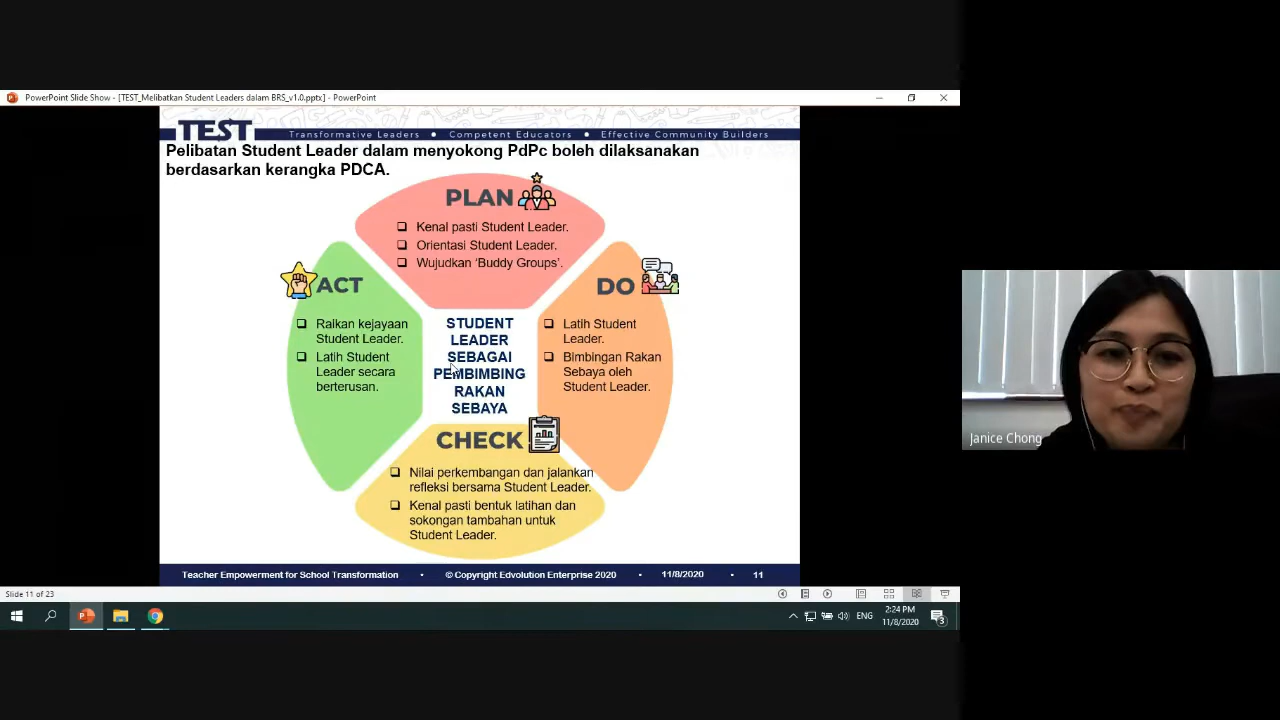 PowerPoint Slide Show - [TEST_Melibatkan Student Leaders dalam BRS_v1.0.pptx] - PowerPoint
TEST
Transformative Leaders • Competent Educators • Effective Community Builders
Pelibatan Student Leader dalam menyokong PdPc boleh dilaksanakan
berdasarkan kerangka PDCA.
PLAN
❑ Kenal pasti Student Leader.
❑ Orientasi Student Leader.
❑ Wujudkan ‘Buddy Groups’.
ACT
❑ Raikan kejayaan
Student Leader.
❑ Latih Student
Leader secara
berterusan.
STUDENT
LEADER
SEBAGAI
PEMBIMBING
RAKAN
SEBAYA
DO
❑ Latih Student
Leader.
❑ Bimbingan Rakan
Sebaya oleh
Student Leader.
CHECK
❑ Nilai perkembangan dan jalankan
refleksi bersama Student Leader.
❑ Kenal pasti bentuk latihan dan
sokongan tambahan untuk
Student Leader.
Teacher Empowerment for School Transformation • © Copyright Edvolution Enterprise 2020 • 11/8/2020 • 11
Slide 11 of 23
ENG
2:24 PM
11/8/2020
3
Janice Chong